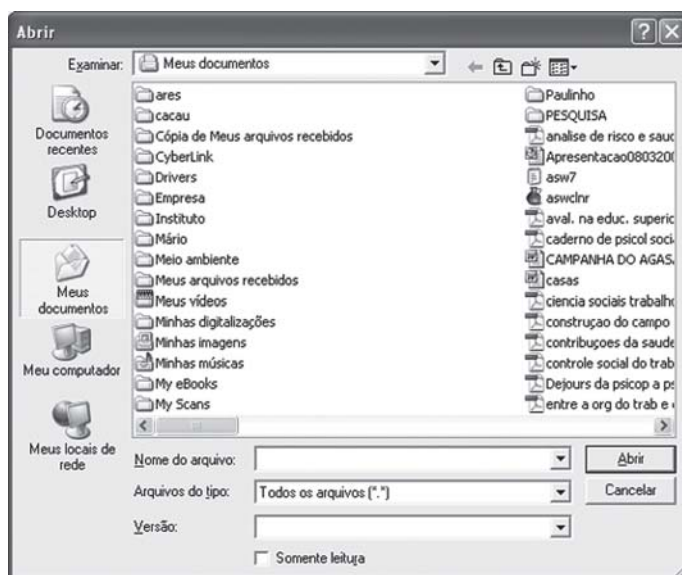 Abrir
Examinar: Meus documentos
Documentos
recentes
Desktop
Meus
documentos
Meu computador
Meus locais de
rede
ares
cacau
Cópia de Meus arquivos recebidos
CyberLink
Drivers
Empresa
Instituto
Mário
Meio ambiente
Meus arquivos recebidos
Meus vídeos
Minhas digitalizações
Minhas imagens
Minhas músicas
My eBooks
My Scans
Paulinho
PESQUISA
analise de risco e saud
Apresentacao0803200
asw7
aswclnr
aval. na educ. superio
caderno de psicol soci
CAMPANHA DO AGAS
casas
ciencia sociais trabalh
construçao do campo
contribuçoes da saude
controle social do trab
Dejours da psicop a ps
entre a org do trab e
Nome do arquivo:
Abrir
Arquivos do tipo: Todos os arquivos (*.*)
Cancelar
Versão:
Somente leitura